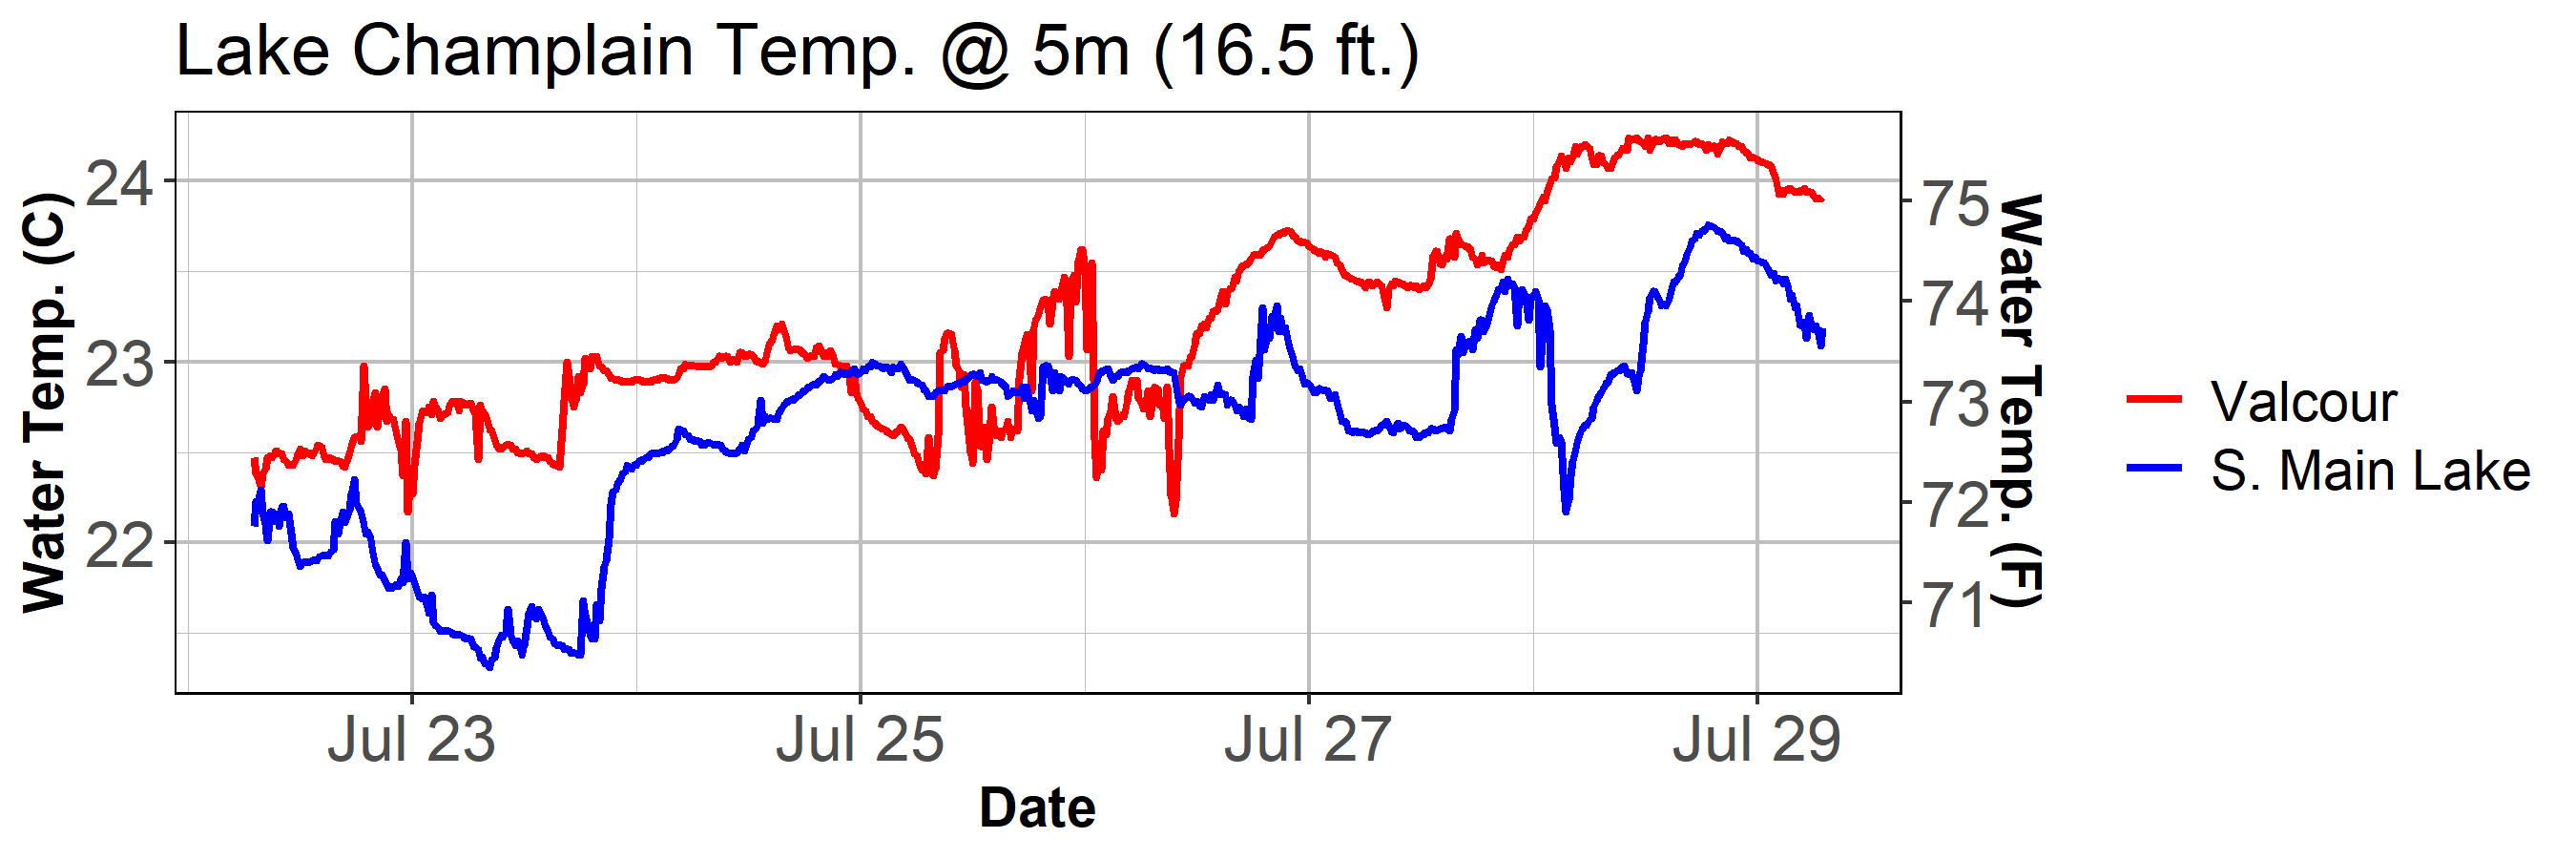 Lake Champlain Temp. @ 5m (16.5 ft.)
Water Temp. (C)
24
23
22
75
74
73
72
71
Water Temp. (F)
Valcour
S. Main Lake
Jul 23
Jul 25
Jul 27
Jul 29
Date